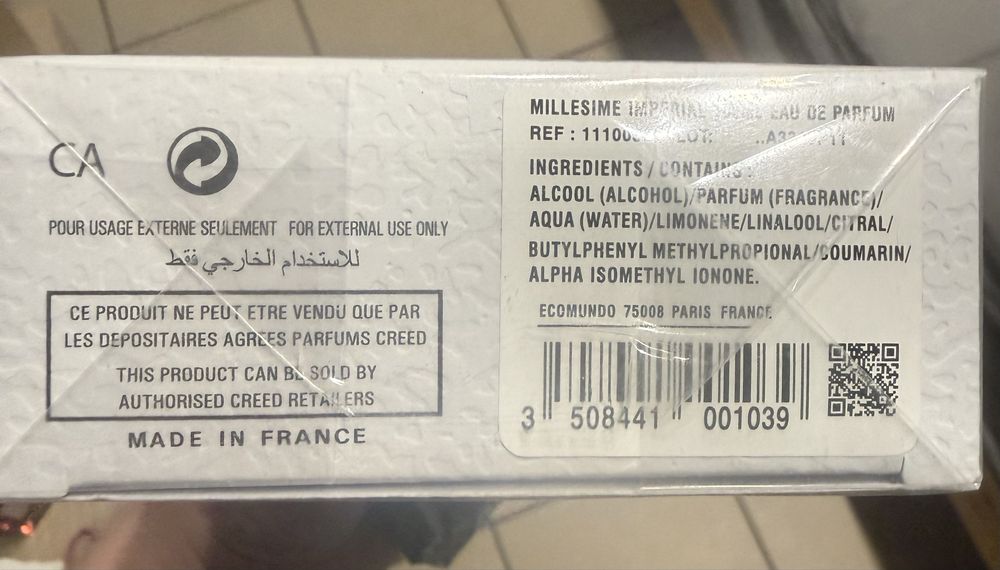 CA
POUR USAGE EXTERNE SEULEMENT FOR EXTERNAL USE ONLY
للاستخدام الخارجي فقط
CE PRODUIT NE PEUT ETRE VENDU QUE PAR
LES DEPOSITAIRES AGREES PARFUMS CREED
THIS PRODUCT CAN BE SOLD BY
AUTHORISED CREED RETAILERS
MADE IN FRANCE
MILLESIME IMPERIAL EAU DE PARFUM
REF : LOT:
INGREDIENTS / CONTAINS :
ALCOOL (ALCOHOL)/PARFUM (FRAGRANCE)/
AQUA (WATER)/LIMONENE/LINALOOL/CITRAL/
BUTYLPHENYL METHYLPROPIONAL/COUMARIN/
ALPHA ISOMETHYL IONONE.
ECOMUNDO 75008 PARIS FRANCE
3 508441 001039